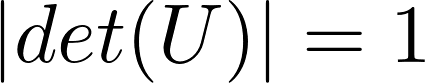 |det(U)| = 1